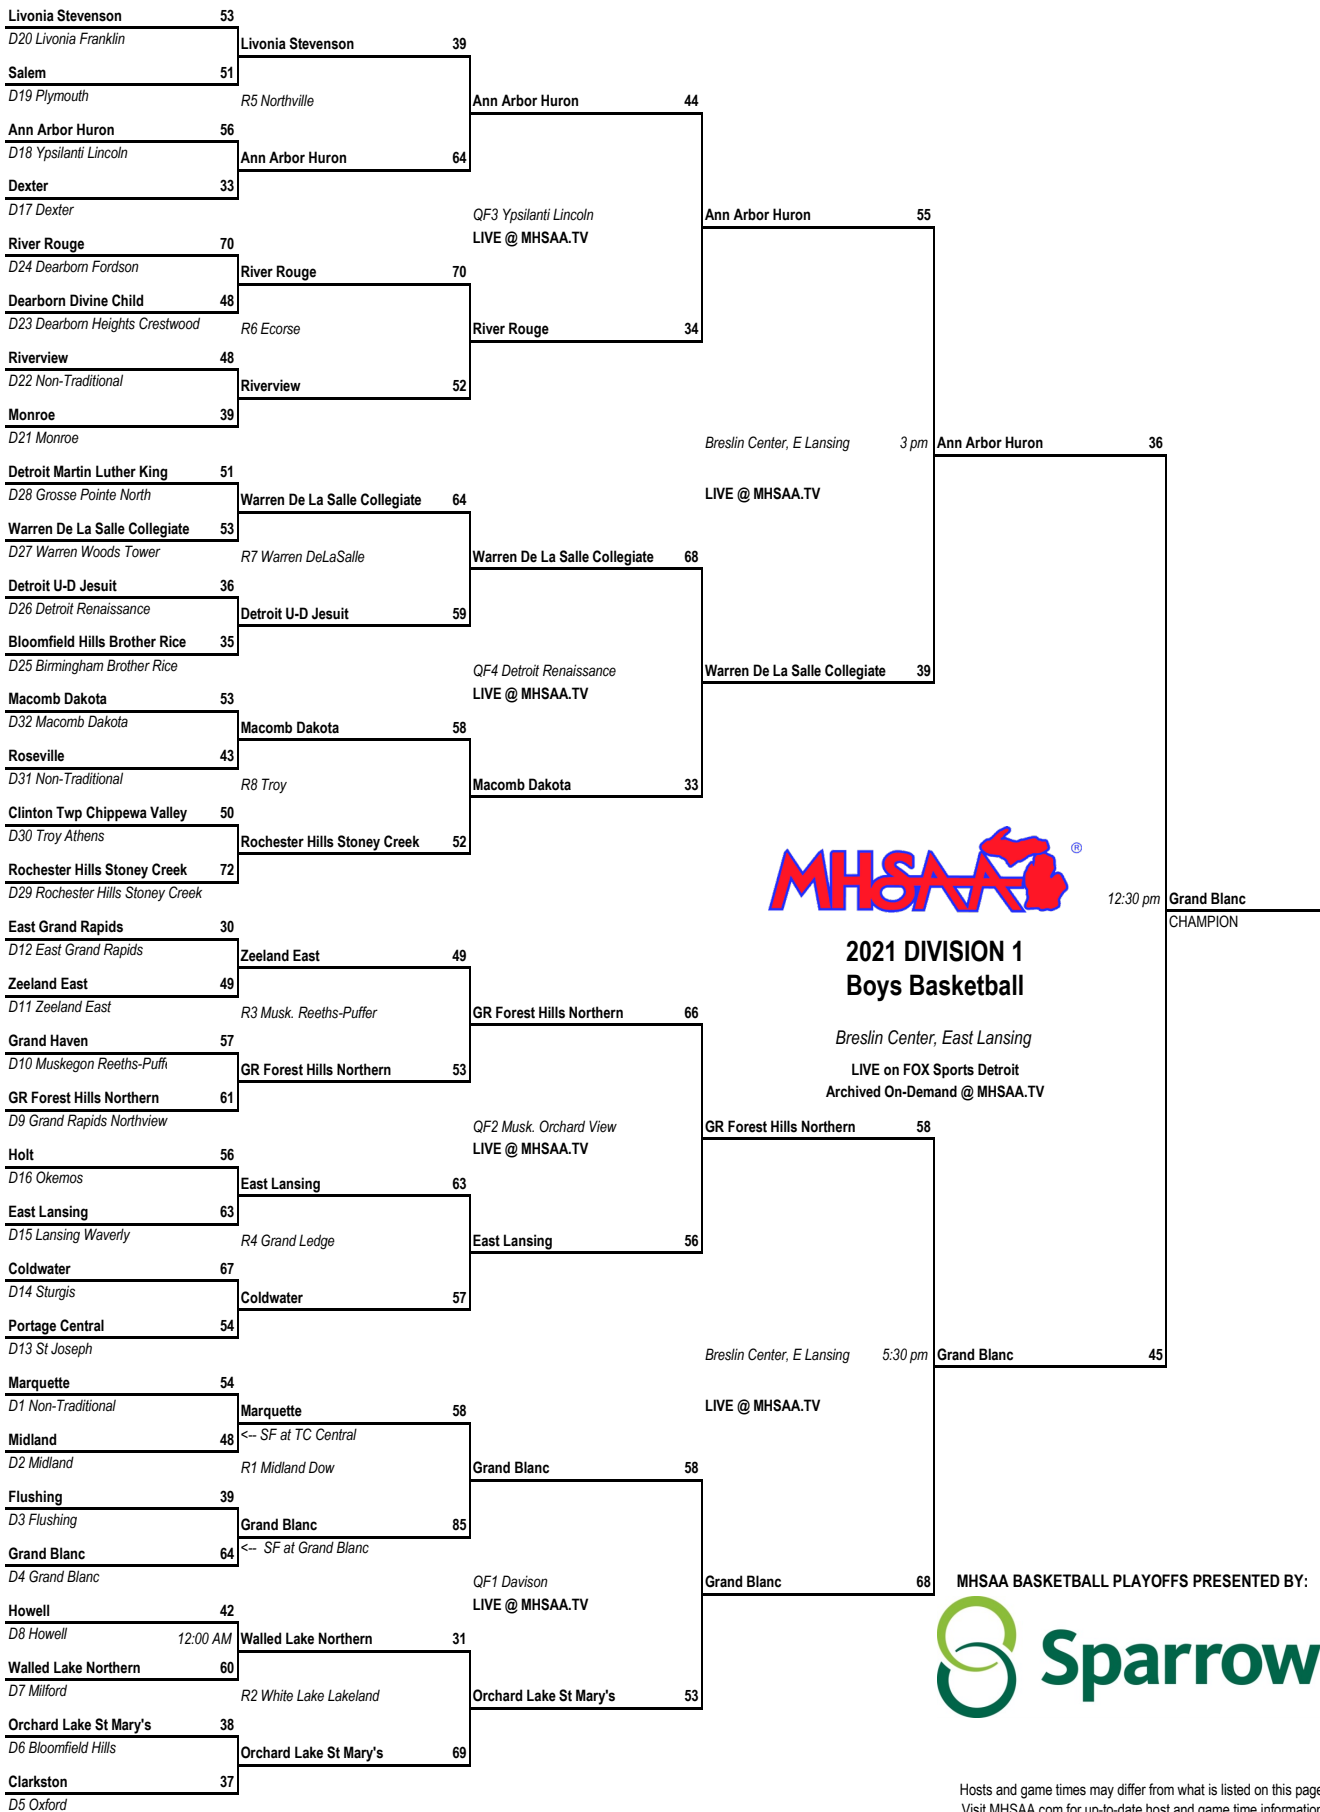 Livonia Stevenson 53
D20 Livonia Franklin
Livonia Stevenson 39
Salem 51
D19 Plymouth
R5 Northville
Ann Arbor Huron 44
Ann Arbor Huron 56
D18 Ypsilanti Lincoln
Ann Arbor Huron 64
Dexter 33
D17 Dexter
QF3 Ypsilanti Lincoln
LIVE @ MHSAA.TV
Ann Arbor Huron 55
River Rouge 70
D24 Dearborn Fordson
River Rouge 70
Dearborn Divine Child 48
D23 Dearborn Heights Crestwood
R6 Ecorse
River Rouge 34
Riverview 48
D22 Non-Traditional
Riverview 52
Monroe 39
D21 Monroe
Breslin Center, E Lansing 3 pm
Ann Arbor Huron 36
LIVE @ MHSAA.TV
Detroit Martin Luther King 51
D28 Grosse Pointe North
Warren De La Salle Collegiate 64
Warren De La Salle Collegiate 53
D27 Warren Woods Tower
R7 Warren DeLaSalle
Warren De La Salle Collegiate 68
Detroit U-D Jesuit 36
D26 Detroit Renaissance
Detroit U-D Jesuit 59
Bloomfield Hills Brother Rice 35
D25 Birmingham Brother Rice
QF4 Detroit Renaissance
LIVE @ MHSAA.TV
Warren De La Salle Collegiate 39
Macomb Dakota 53
D32 Macomb Dakota
Macomb Dakota 58
Roseville 43
D31 Non-Traditional
R8 Troy
Macomb Dakota 33
Clinton Twp Chippewa Valley 50
D30 Troy Athens
Rochester Hills Stoney Creek 52
Rochester Hills Stoney Creek 72
D29 Rochester Hills Stoney Creek
MHSAA ®
12:30 pm
Grand Blanc
CHAMPION
2021 DIVISION 1
Boys Basketball
Breslin Center, East Lansing
LIVE on FOX Sports Detroit
Archived On-Demand @ MHSAA.TV
East Grand Rapids 30
D12 East Grand Rapids
Zeeland East 49
Zeeland East 49
D11 Zeeland East
R3 Musk. Reeths-Puffer
GR Forest Hills Northern 66
Grand Haven 57
D10 Muskegon Reeths-Puff
GR Forest Hills Northern 53
GR Forest Hills Northern 61
D9 Grand Rapids Northview
QF2 Musk. Orchard View
LIVE @ MHSAA.TV
GR Forest Hills Northern 58
Holt 56
D16 Okemos
East Lansing 63
East Lansing 63
D15 Lansing Waverly
R4 Grand Ledge
East Lansing 56
Coldwater 67
D14 Sturgis
Coldwater 57
Portage Central 54
D13 St Joseph
Breslin Center, E Lansing 5:30 pm
Grand Blanc 45
LIVE @ MHSAA.TV
Marquette 54
D1 Non-Traditional
Marquette 58
<-- SF at TC Central
Midland 48
D2 Midland
R1 Midland Dow
Grand Blanc 58
Flushing 39
D3 Flushing
Grand Blanc 85
<-- SF at Grand Blanc
Grand Blanc 64
D4 Grand Blanc
QF1 Davison
LIVE @ MHSAA.TV
Grand Blanc 68
Howell 42
D8 Howell 12:00 AM
Walled Lake Northern 31
Walled Lake Northern 60
D7 Milford
R2 White Lake Lakeland
Orchard Lake St Mary's 53
Orchard Lake St Mary's 38
D6 Bloomfield Hills
Orchard Lake St Mary's 69
Clarkston 37
D5 Oxford
MHSAA BASKETBALL PLAYOFFS PRESENTED BY:
Sparrow
Hosts and game times may differ from what is listed on this page
Visit MHSAA.com for up-to-date host and game time information